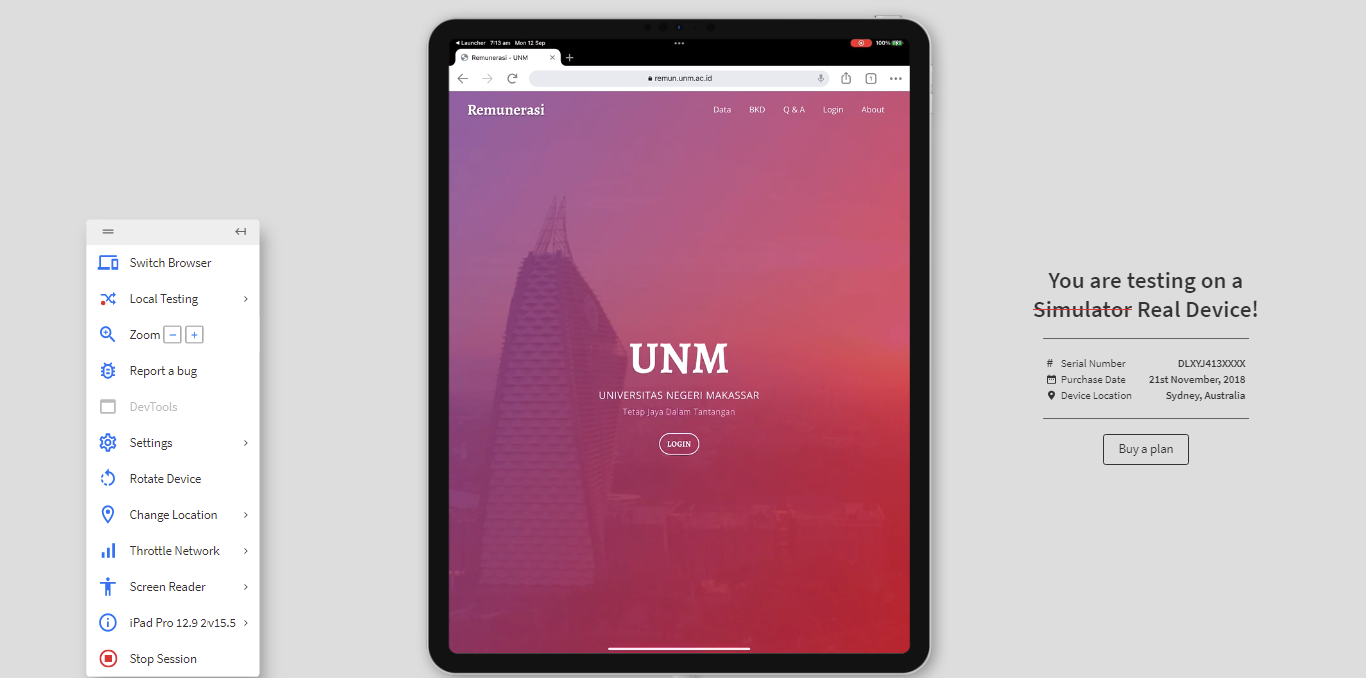 Switch Browser
Local Testing
Zoom
Report a bug
DevTools
Settings
Rotate Device
Change Location
Throttle Network
Screen Reader
iPad Pro 12.9 2 v15.5
Stop Session
Launcher 7:13 am Mon 12 Sep
100%
Remunerasi - UNM
remun.unm.ac.id
1
Remunerasi
Data BKD Q & A Login About
UNM
UNIVERSITAS NEGERI MAKASSAR
Tetap Jaya Dalam Tantangan
LOGIN
You are testing on a
Simulator Real Device!
# Serial Number DLXYJ413XXXX
Purchase Date 21st November, 2018
Device Location Sydney, Australia
Buy a plan